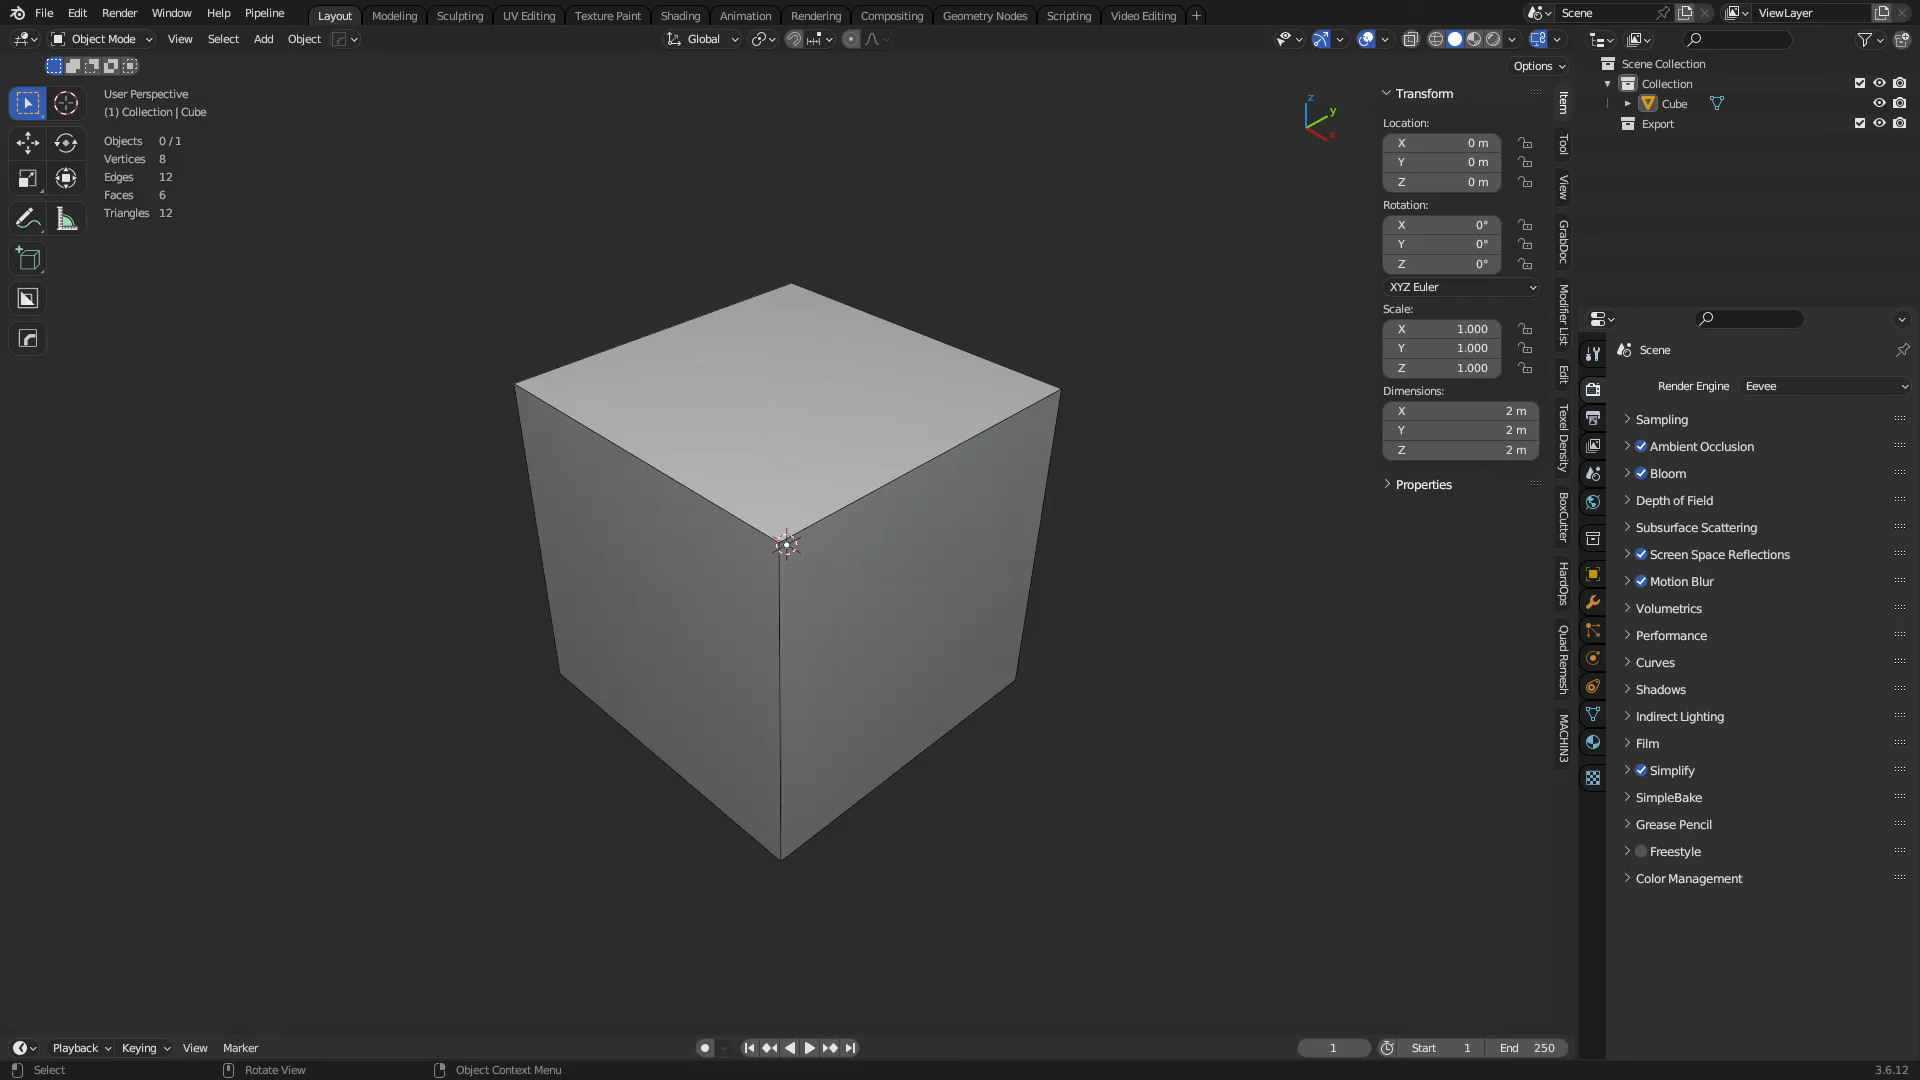 File Edit Render Window Help Pipeline Layout Modeling Sculpting UV Editing Texture Paint Shading Animation Rendering Compositing Geometry Nodes Scripting Video Editing + Scene ViewLayer
Object Mode View Select Add Object Global
Options
User Perspective
(1) Collection | Cube
Objects 0 / 1
Vertices 8
Edges 12
Faces 6
Triangles 12
z
y
x
Transform
Location:
X 0 m
Y 0 m
Z 0 m
Rotation:
X 0°
Y 0°
Z 0°
XYZ Euler
Scale:
X 1.000
Y 1.000
Z 1.000
Dimensions:
X 2 m
Y 2 m
Z 2 m
Properties
Item
Tool
View
GrabDoc
Modifier List
Edit
Texel Density
BoxCutter
HardOps
Quad Remesh
MACHIN3
Scene Collection
Collection
Cube
Export
Scene
Render Engine Eevee
Sampling
Ambient Occlusion
Bloom
Depth of Field
Subsurface Scattering
Screen Space Reflections
Motion Blur
Volumetrics
Performance
Curves
Shadows
Indirect Lighting
Film
Simplify
SimpleBake
Grease Pencil
Freestyle
Color Management
Playback Keying View Marker 1 Start 1 End 250
Select Rotate View Object Context Menu 3.6.12